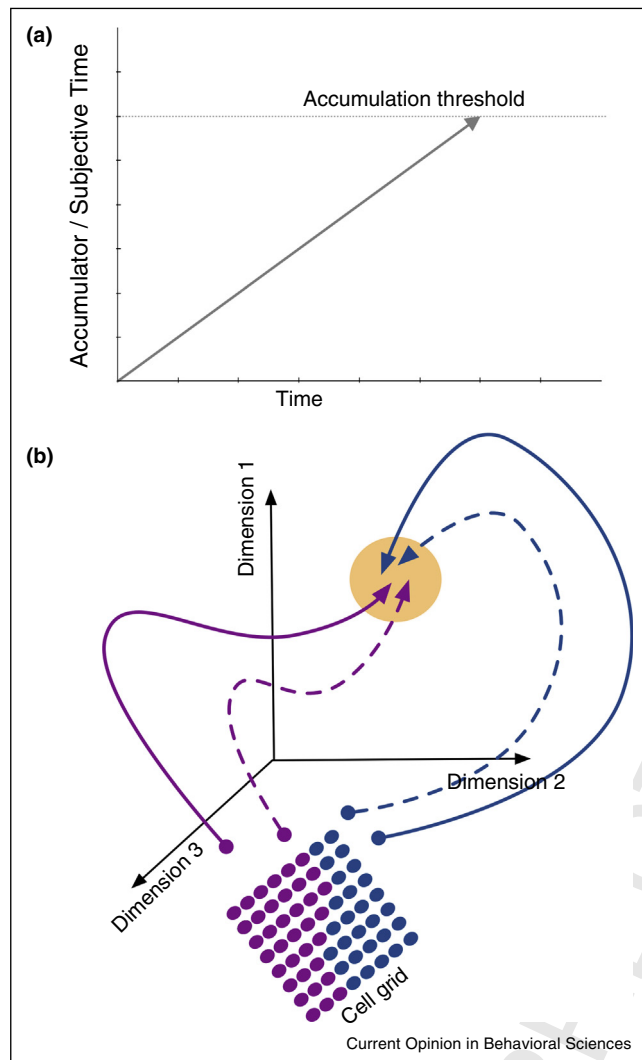 (a)
Accumulator / Subjective Time
Accumulation threshold
Time
(b)
Dimension 1
Dimension 2
Dimension 3
Cell grid
Current Opinion in Behavioral Sciences